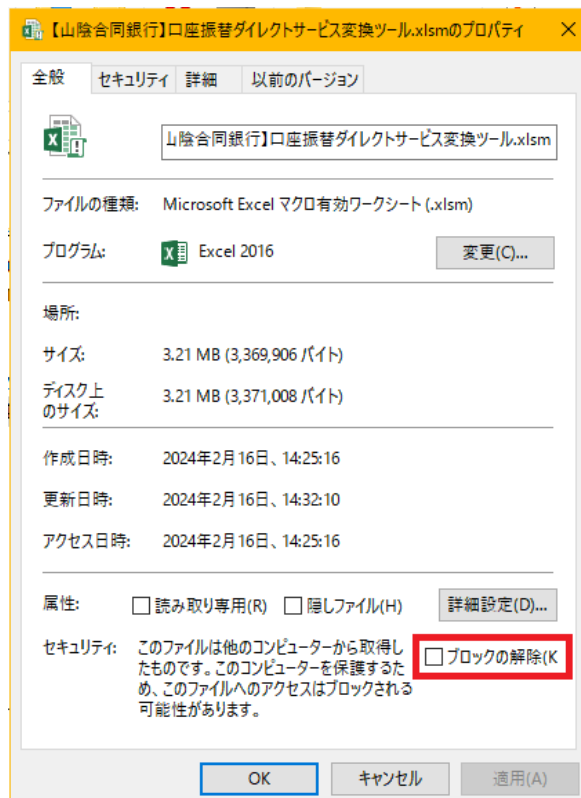 【山陰合同銀行】口座振替ダイレクトサービス変換ツール.xlsmのプロパティ
全般 セキュリティ 詳細 以前のバージョン
山陰合同銀行】口座振替ダイレクトサービス変換ツール.xlsm
ファイルの種類: Microsoft Excel マクロ有効ワークシート (.xlsm)
プログラム: Excel 2016 変更(C)...
場所:
サイズ: 3.21 MB (3,369,906 バイト)
ディスク上
のサイズ: 3.21 MB (3,371,008 バイト)
作成日時: 2024年2月16日、14:25:16
更新日時: 2024年2月16日、14:32:10
アクセス日時: 2024年2月16日、14:25:16
属性: 読み取り専用(R) 隠しファイル(H) 詳細設定(D)...
セキュリティ: このファイルは他のコンピューターから取得し
たものです。このコンピューターを保護するた
め、このファイルへのアクセスはブロックされる
可能性があります。
ブロックの解除(K
OK キャンセル 適用(A)